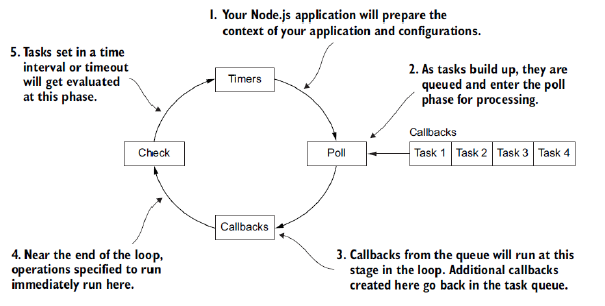 1. Your Node.js application will prepare the
context of your application and configurations.
5. Tasks set in a time
interval or timeout
will get evaluated
at this phase.
Timers
2. As tasks build up, they are
queued and enter the poll
phase for processing.
Callbacks
Check
Poll
Task 1 Task 2 Task 3 Task 4
Callbacks
4. Near the end of the loop,
operations specified to run
immediately run here.
3. Callbacks from the queue will run at this
stage in the loop. Additional callbacks
created here go back in the task queue.